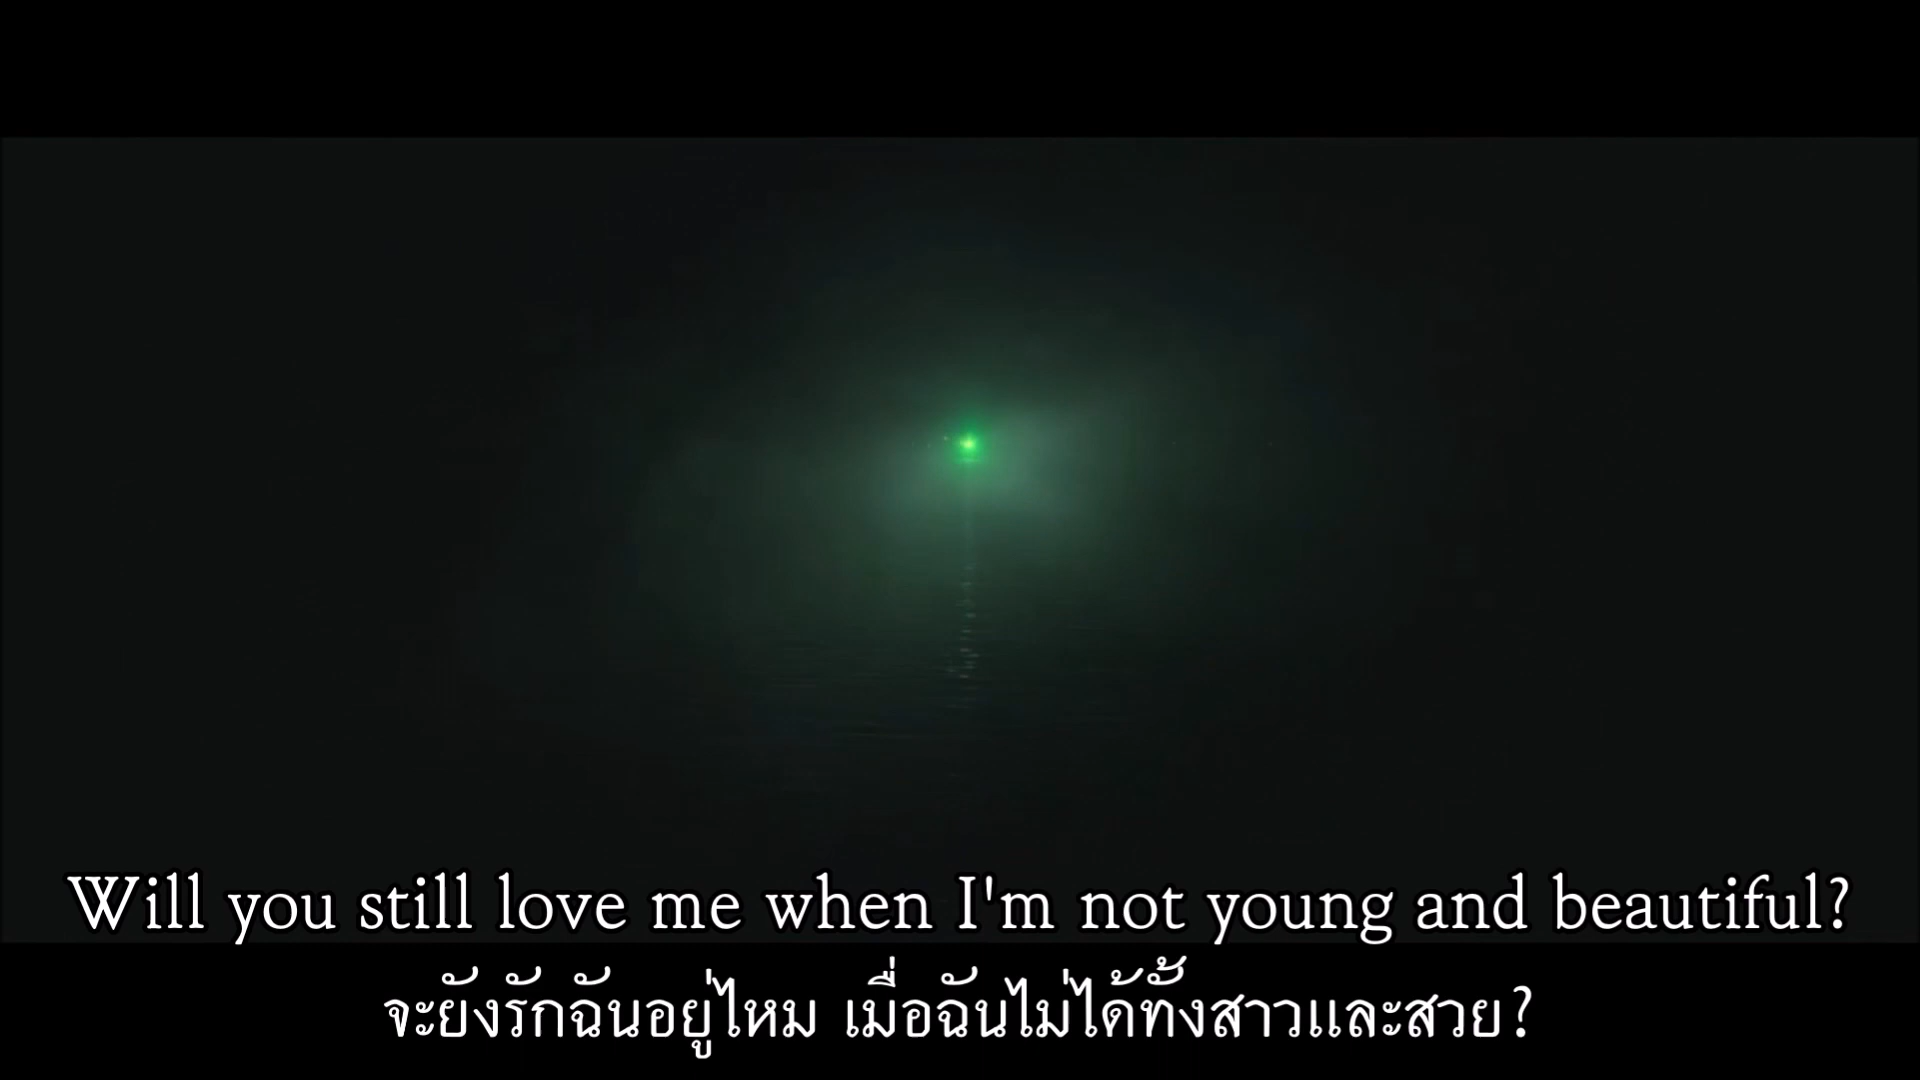 Will you still love me when I'm not young and beautiful?
จะยังรักฉันอยู่ไหม เมื่อฉันไม่ได้ทั้งสาวและสวย?